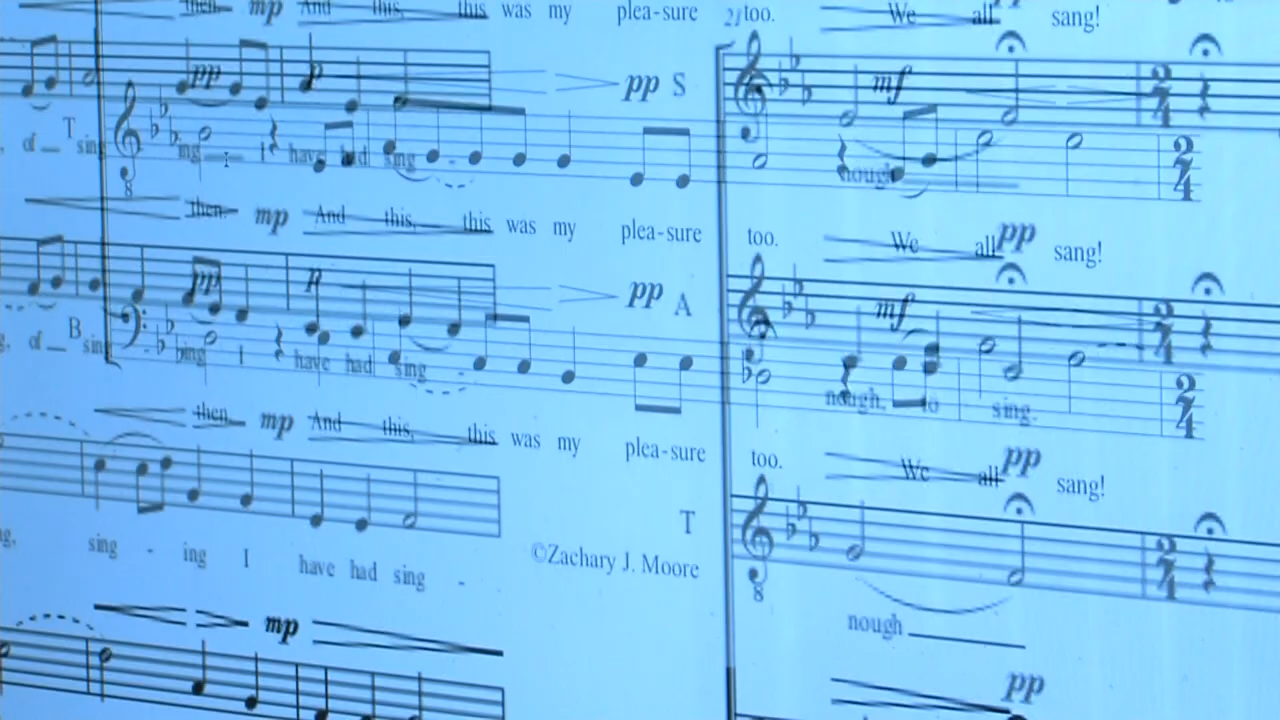 then. mp And this, this was my plea-sure too. We all sang!
pp p pp S mf
of T sing ing I have had sing - nough
then. mp And this, this was my plea-sure too. We all pp sang!
pp p pp A mf
of B sing bing I have had sing - nough, to sing.
then. mp And this, this was my plea-sure too. We all pp sang!
T
sing - ing I have had sing - ©Zachary J. Moore
8
nough
mp
pp